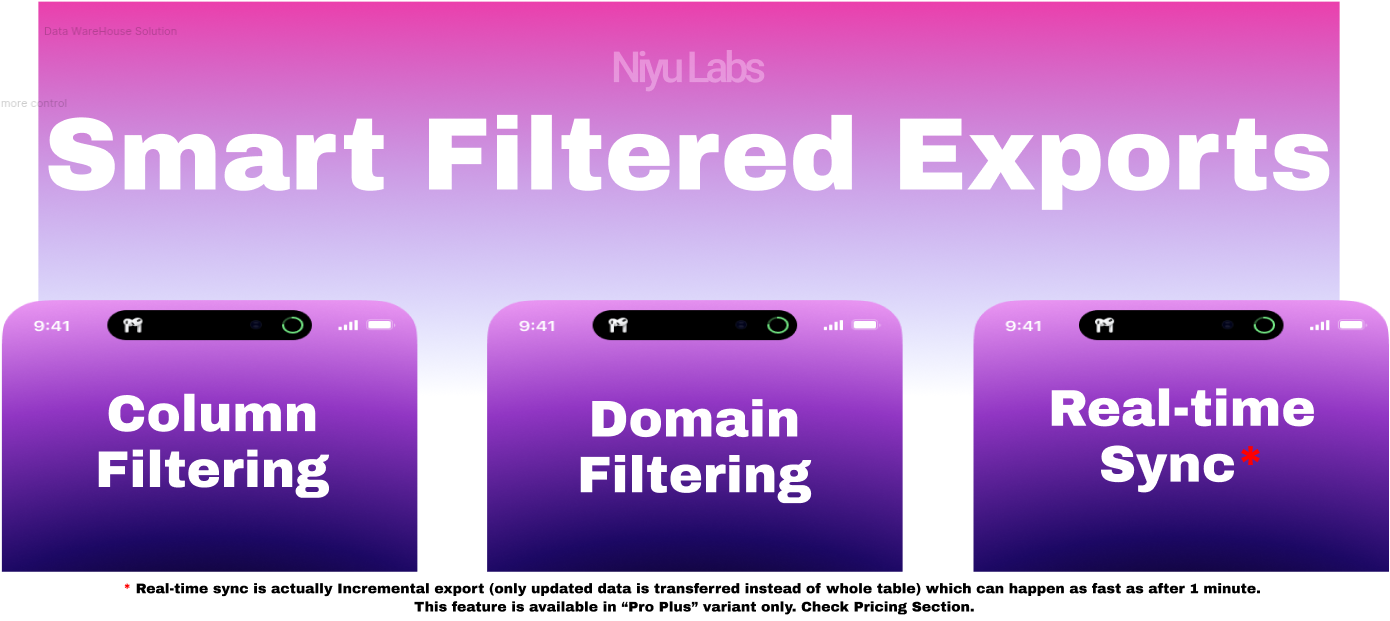 Data WareHouse Solution
Niyu Labs
more control
Smart Filtered Exports
9:41
9:41
9:41
Column
Filtering
Domain
Filtering
Real-time
Sync*
* Real-time sync is actually Incremental export (only updated data is transferred instead of whole table) which can happen as fast as after 1 minute.
This feature is available in “Pro Plus” variant only. Check Pricing Section.